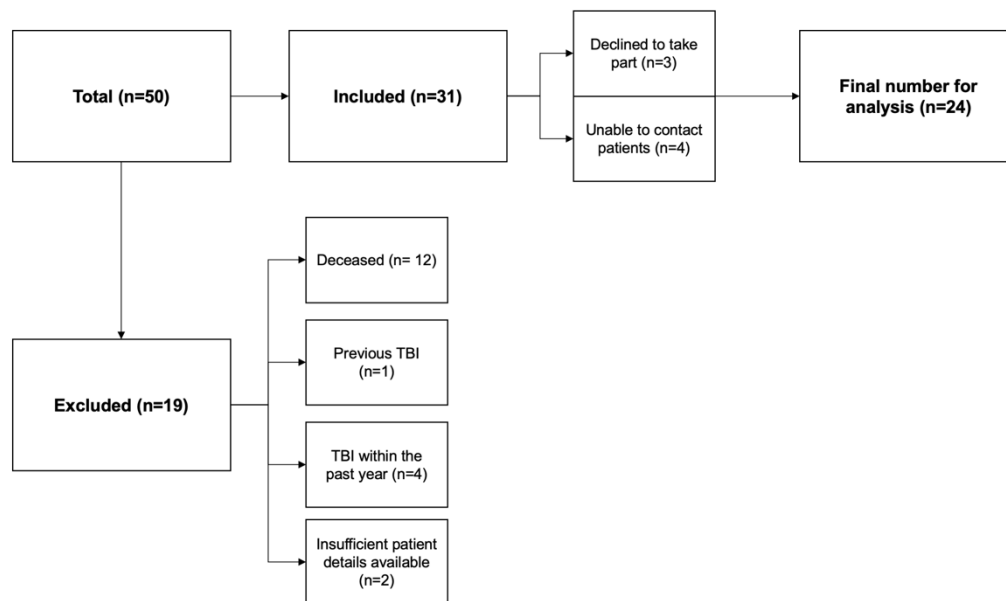 Total (n=50)
Included (n=31)
Declined to take
part (n=3)
Unable to contact
patients (n=4)
Final number for
analysis (n=24)
Excluded (n=19)
Deceased (n= 12)
Previous TBI
(n=1)
TBI within the
past year (n=4)
Insufficient patient
details available
(n=2)